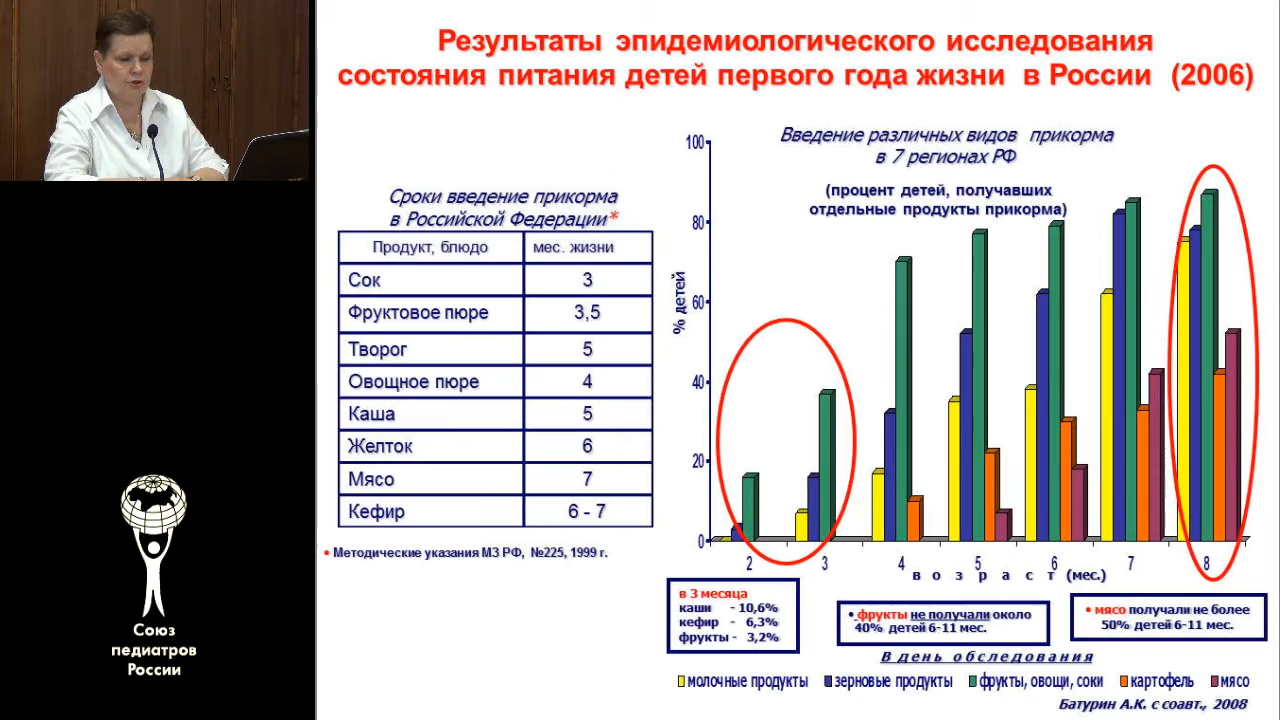 Результаты эпидемиологического исследования
состояния питания детей первого года жизни в России (2006)
Сроки введение прикорма
в Российской Федерации*
Продукт, блюдо мес. жизни
Сок 3
Фруктовое пюре 3,5
Творог 5
Овощное пюре 4
Каша 5
Желток 6
Мясо 7
Кефир 6 - 7
• Методические указания МЗ РФ, №225, 1999 г.
Введение различных видов прикорма
в 7 регионах РФ
(процент детей, получавших
отдельные продукты прикорма)
% детей
100
80
60
40
20
0
2 3 4 5 6 7 8
возраст (мес.)
в 3 месяца
каши - 10,6%
кефир - 6,3%
фрукты - 3,2%
• фрукты не получали около
40% детей 6-11 мес.
• мясо получали не более
50% детей 6-11 мес.
В день обследования
молочные продукты зерновые продукты фрукты, овощи, соки картофель мясо
Батурин А.К. с соавт., 2008
Союз
педиатров
России